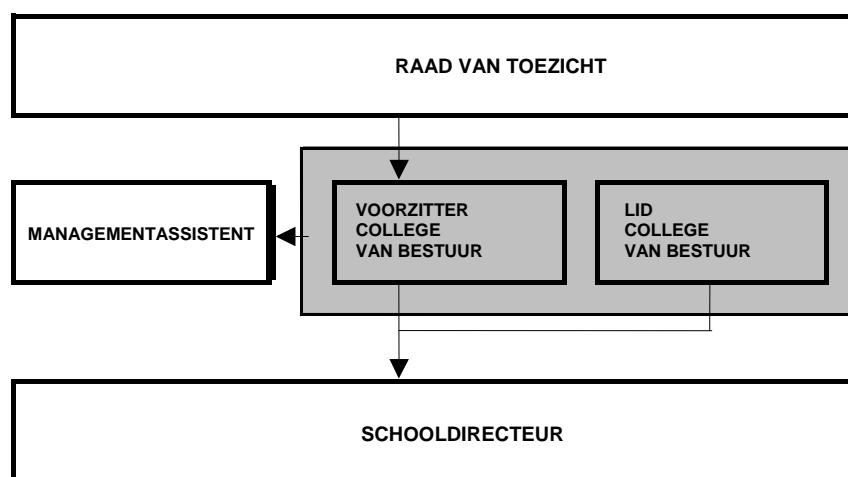 RAAD VAN TOEZICHT
MANAGEMENTASSISTENT
VOORZITTER
COLLEGE
VAN BESTUUR
LID
COLLEGE
VAN BESTUUR
SCHOOLDIRECTEUR